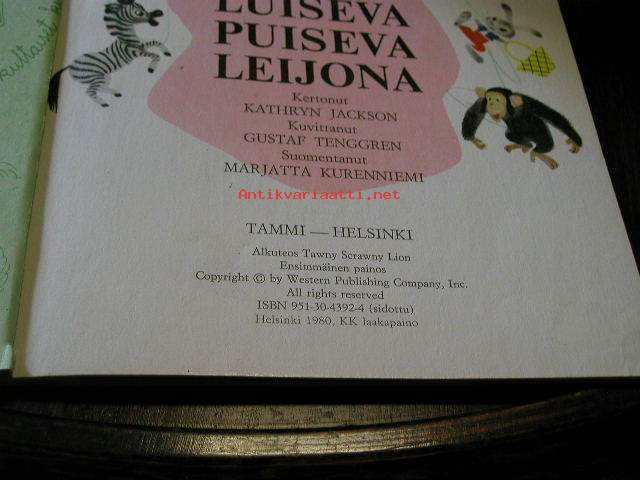 LUISEVA
PUISEVA
LEIJONA
Kertonut
KATHRYN JACKSON
Kuvittanut
GUSTAF TENGGREN
Suomentanut
MARJATTA KURENNIEMI
Antikvariaatti.net
TAMMI — HELSINKI
Alkuteos Tawny Scrawny Lion
Ensimmäinen painos
Copyright © by Western Publishing Company, Inc.
All rights reserved
ISBN 951-30-4392-4 (sidottu)
Helsinki 1980, KK laakapaino